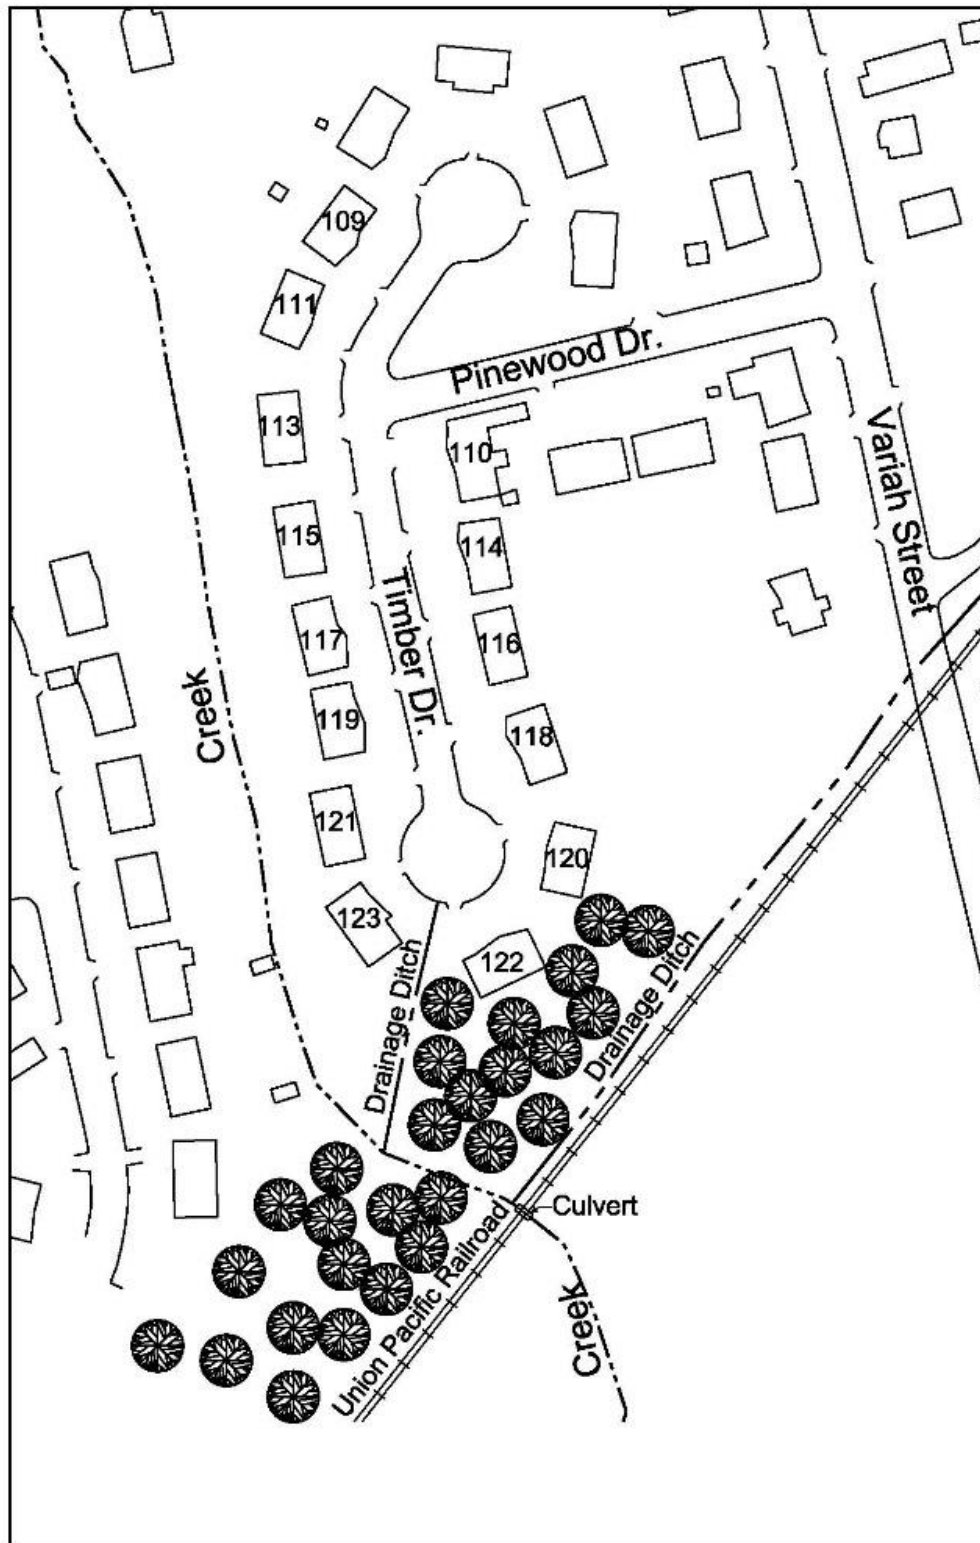 109
111
Pinewood Dr.
113
110
Variah Street
115
114
Timber Dr.
117
116
Creek
119
118
121
120
123
122
Drainage Ditch
Drainage Ditch
Culvert
Union Pacific Railroad
Creek